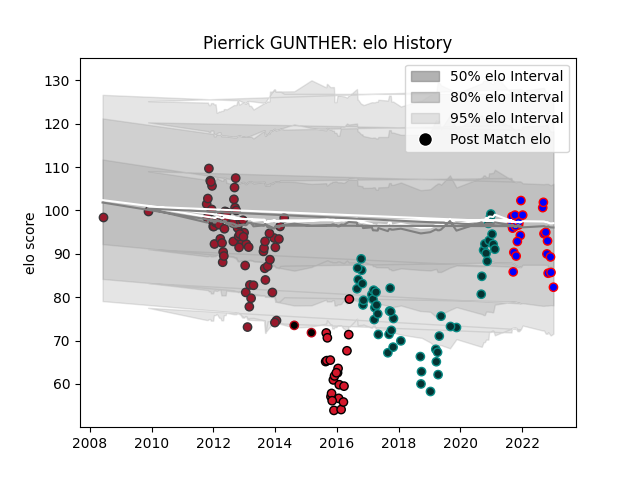 Pierrick GUNTHER: elo History
50% elo Interval
80% elo Interval
95% elo Interval
Post Match elo
elo score
130
120
110
100
90
80
70
60
2008 2010 2012 2014 2016 2018 2020 2022